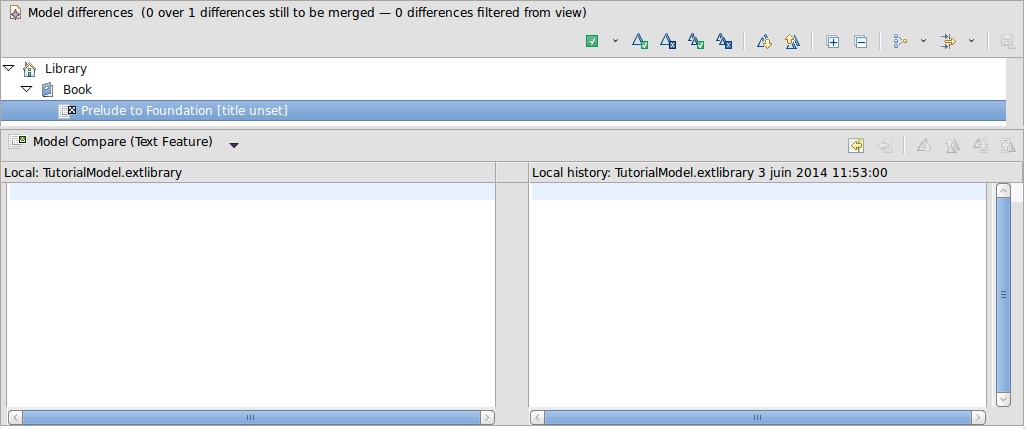 Model differences (0 over 1 differences still to be merged — 0 differences filtered from view)
Library
Book
Prelude to Foundation [title unset]
Model Compare (Text Feature)
Local: TutorialModel.extlibrary
Local history: TutorialModel.extlibrary 3 juin 2014 11:53:00